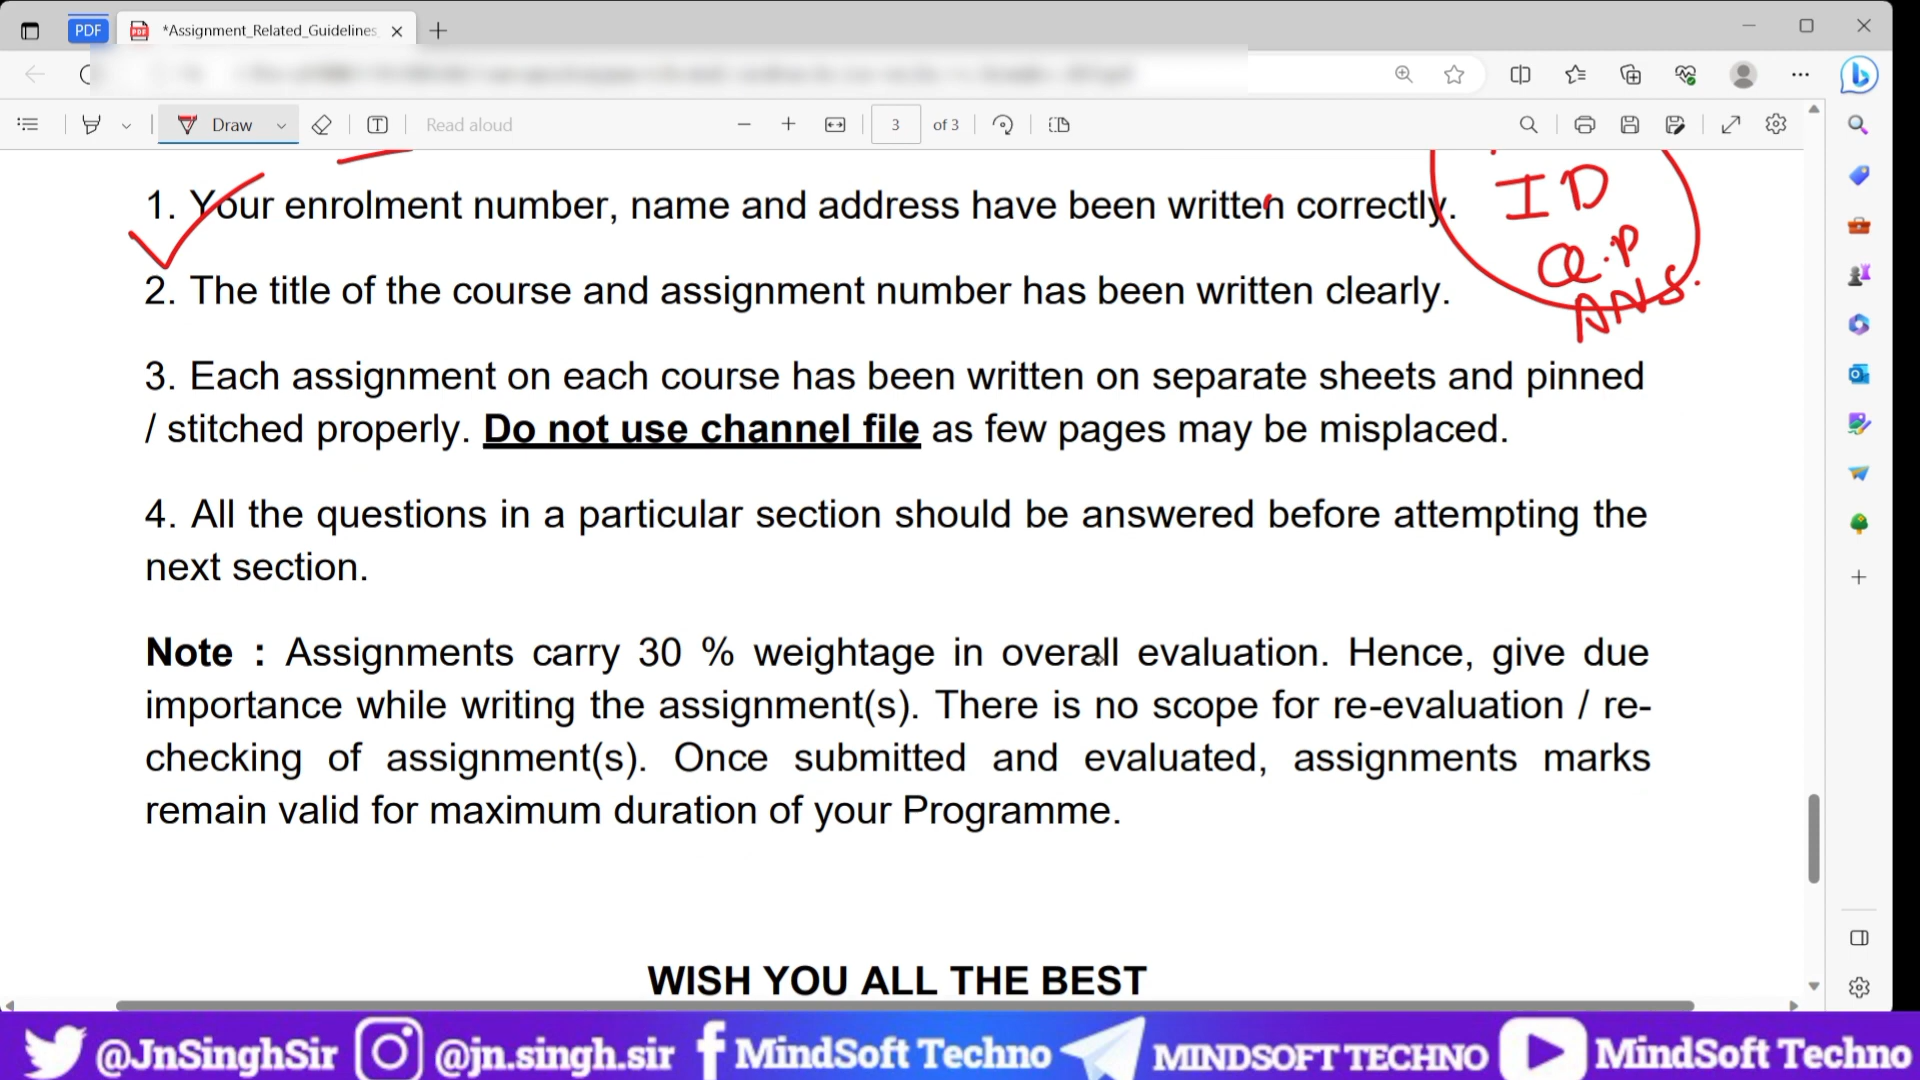 PDF
*Assignment_Related_Guidelines
Draw
Read aloud
3
of 3
1. Your enrolment number, name and address have been written correctly.
ID
Q.P
ANS.
2. The title of the course and assignment number has been written clearly.
3. Each assignment on each course has been written on separate sheets and pinned
/ stitched properly. Do not use channel file as few pages may be misplaced.
4. All the questions in a particular section should be answered before attempting the
next section.
Note : Assignments carry 30 % weightage in overall evaluation. Hence, give due
importance while writing the assignment(s). There is no scope for re-evaluation / re-
checking of assignment(s). Once submitted and evaluated, assignments marks
remain valid for maximum duration of your Programme.
WISH YOU ALL THE BEST
@JnSinghSir
@jn.singh.sir
MindSoft Techno
MINDSOFT TECHNO
MindSoft Techno